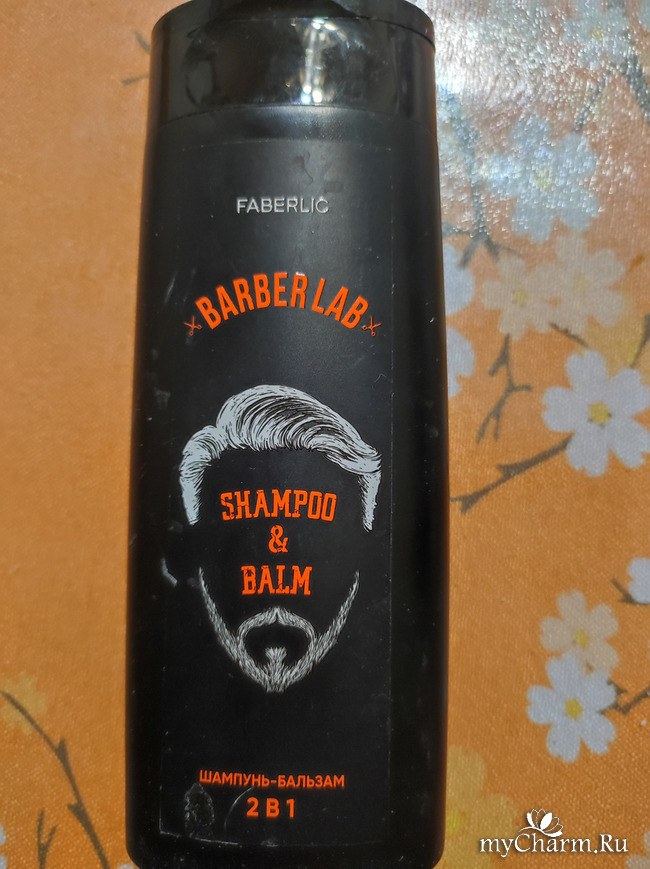 FABERLIC
BARBER LAB
SHAMPOO
&
BALM
ШАМПУНЬ-БАЛЬЗАМ
2 В 1
myCharm.Ru